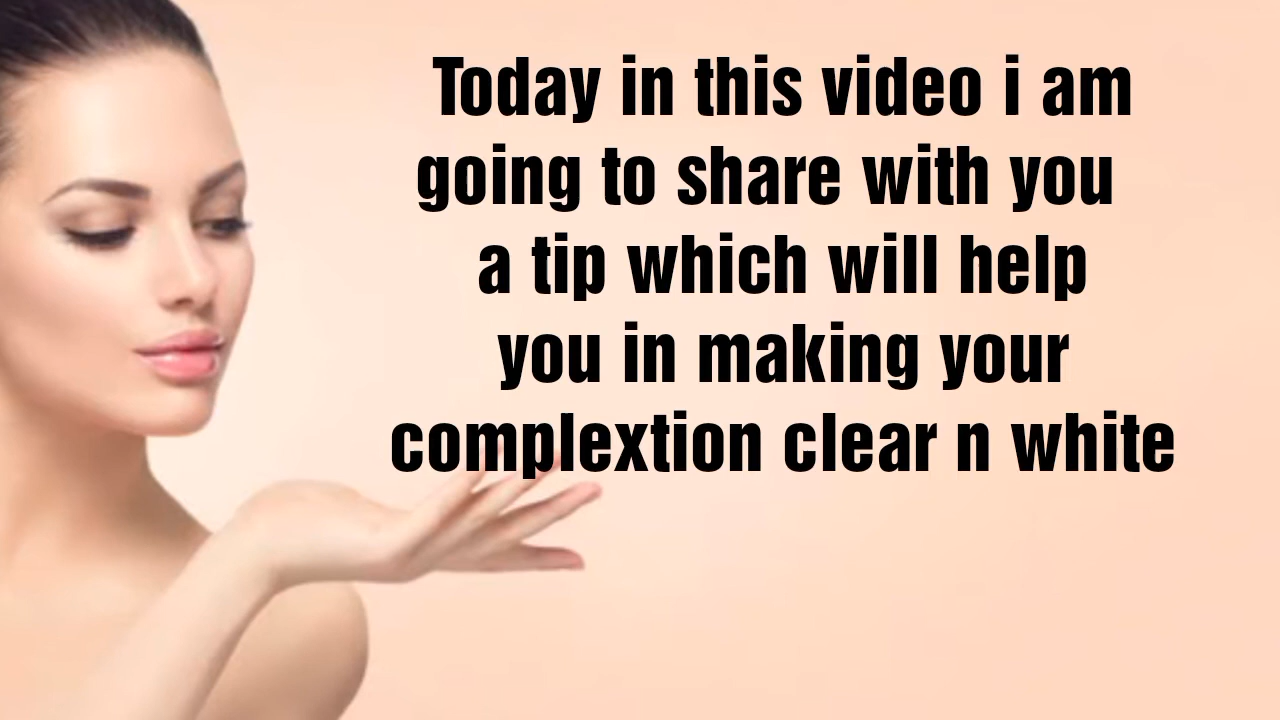 Today in this video i am
going to share with you
a tip which will help
you in making your
complextion clear n white